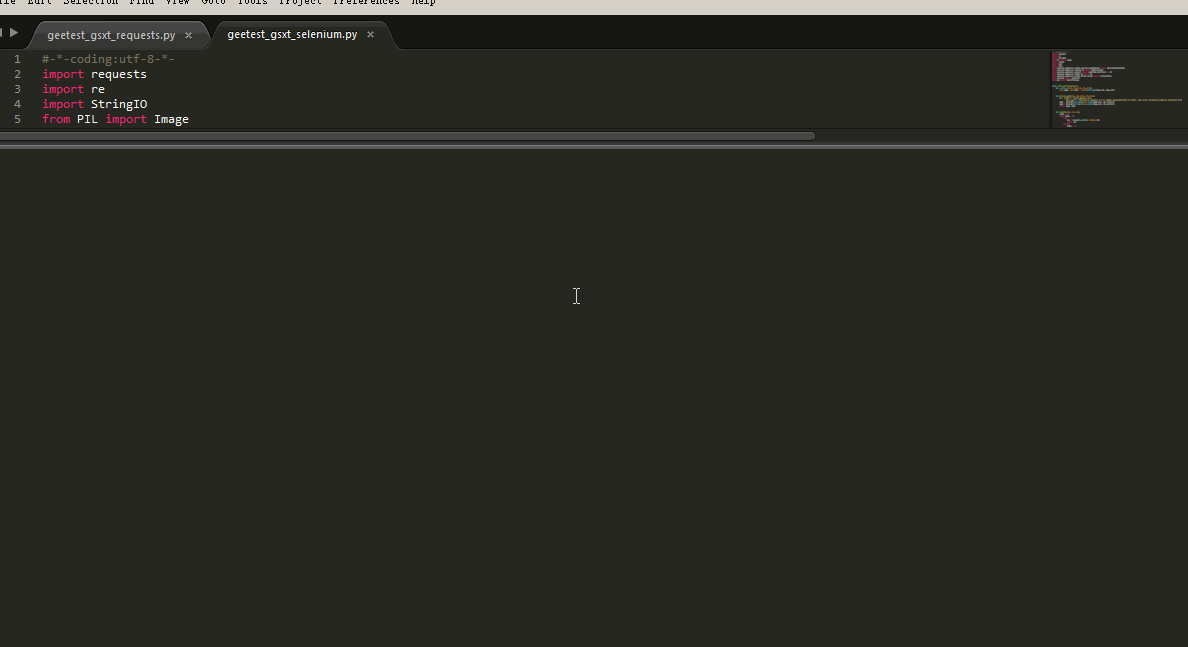 File Edit Selection Find View Goto Tools Project Preferences Help
geetest_gsxt_requests.py × geetest_gsxt_selenium.py ×
1 #-*-coding:utf-8-*-
2 import requests
3 import re
4 import StringIO
5 from PIL import Image